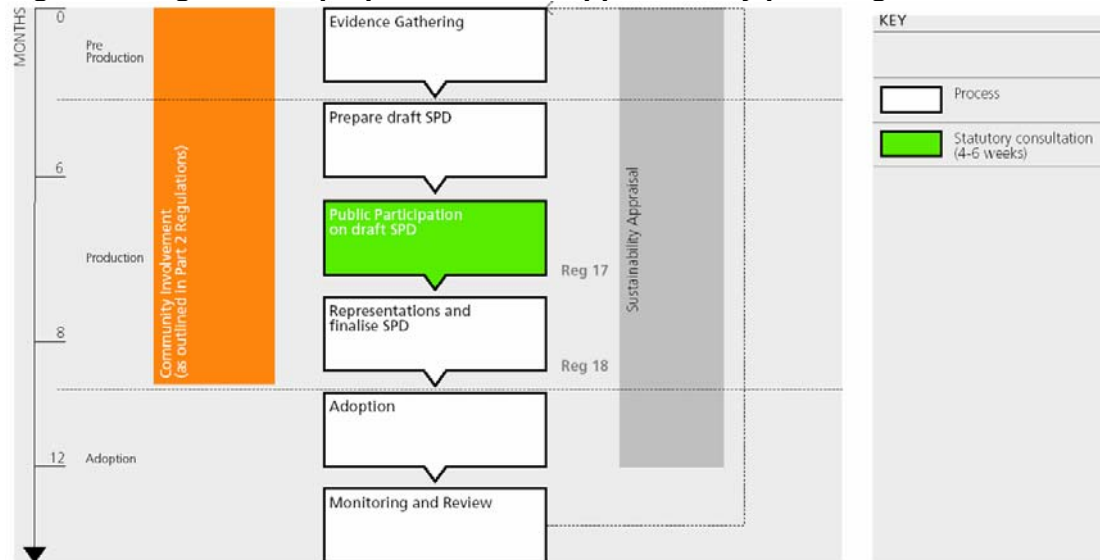 MONTHS
0
Pre
Production
6
Production
8
12
Adoption
Community Involvement
(as outlined in Part 2 Regulations)
Evidence Gathering
Prepare draft SPD
Public Participation
on draft SPD
Reg 17
Representations and
finalise SPD
Reg 18
Adoption
Monitoring and Review
Sustainability Appraisal
KEY
Process
Statutory consultation
(4-6 weeks)